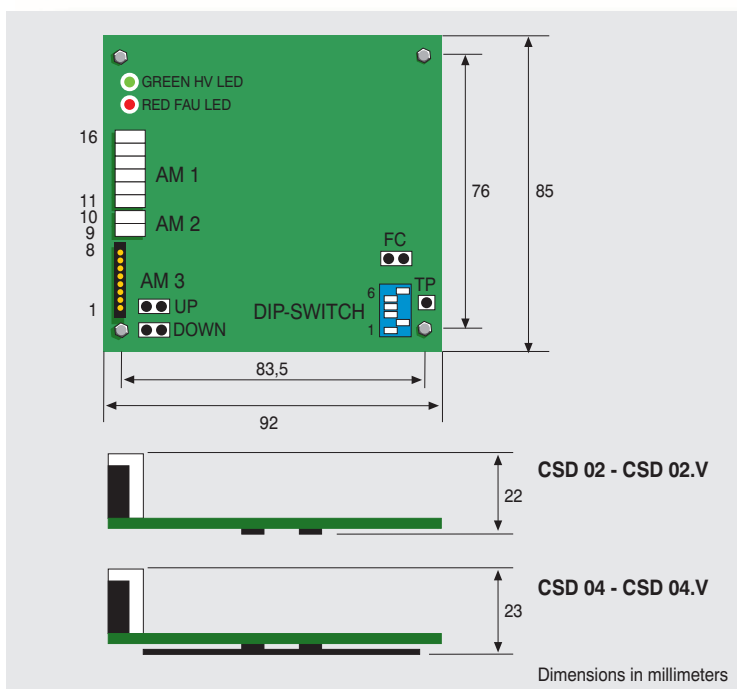 GREEN HV LED
RED FAU LED
16
AM 1
11
10
AM 2
9
8
AM 3
1
UP
DOWN
FC
TP
6
DIP-SWITCH
1
76
85
83,5
92
CSD 02 - CSD 02.V
22
CSD 04 - CSD 04.V
23
Dimensions in millimeters